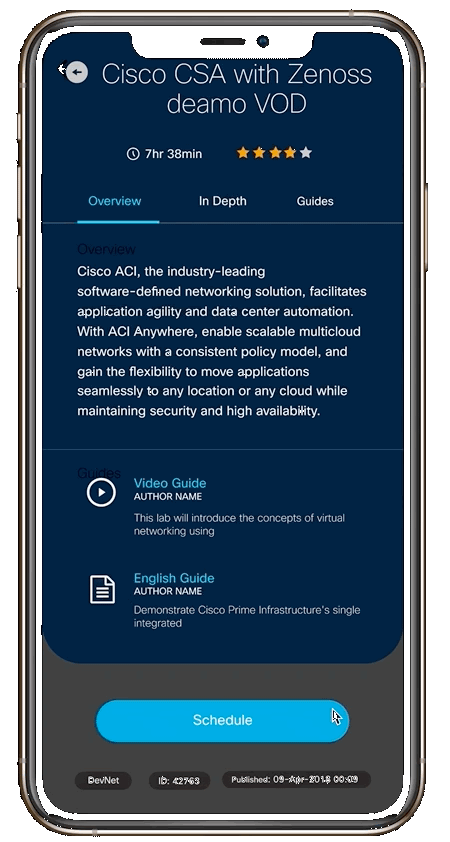 Cisco CSA with Zenoss
deamo VOD
7hr 38min
Overview
In Depth
Guides
Overview
Cisco ACI, the industry-leading
software-defined networking solution, facilitates
application agility and data center automation.
With ACI Anywhere, enable scalable multicloud
networks with a consistent policy model, and
gain the flexibility to move applications
seamlessly to any location or any cloud while
maintaining security and high availability.
Guides
Video Guide
AUTHOR NAME
This lab will introduce the concepts of virtual
networking using
English Guide
AUTHOR NAME
Demonstrate Cisco Prime Infrastructure's single
integrated
Schedule
DevNet
ID: 42763
Published: 09-Apr-2018 00:09